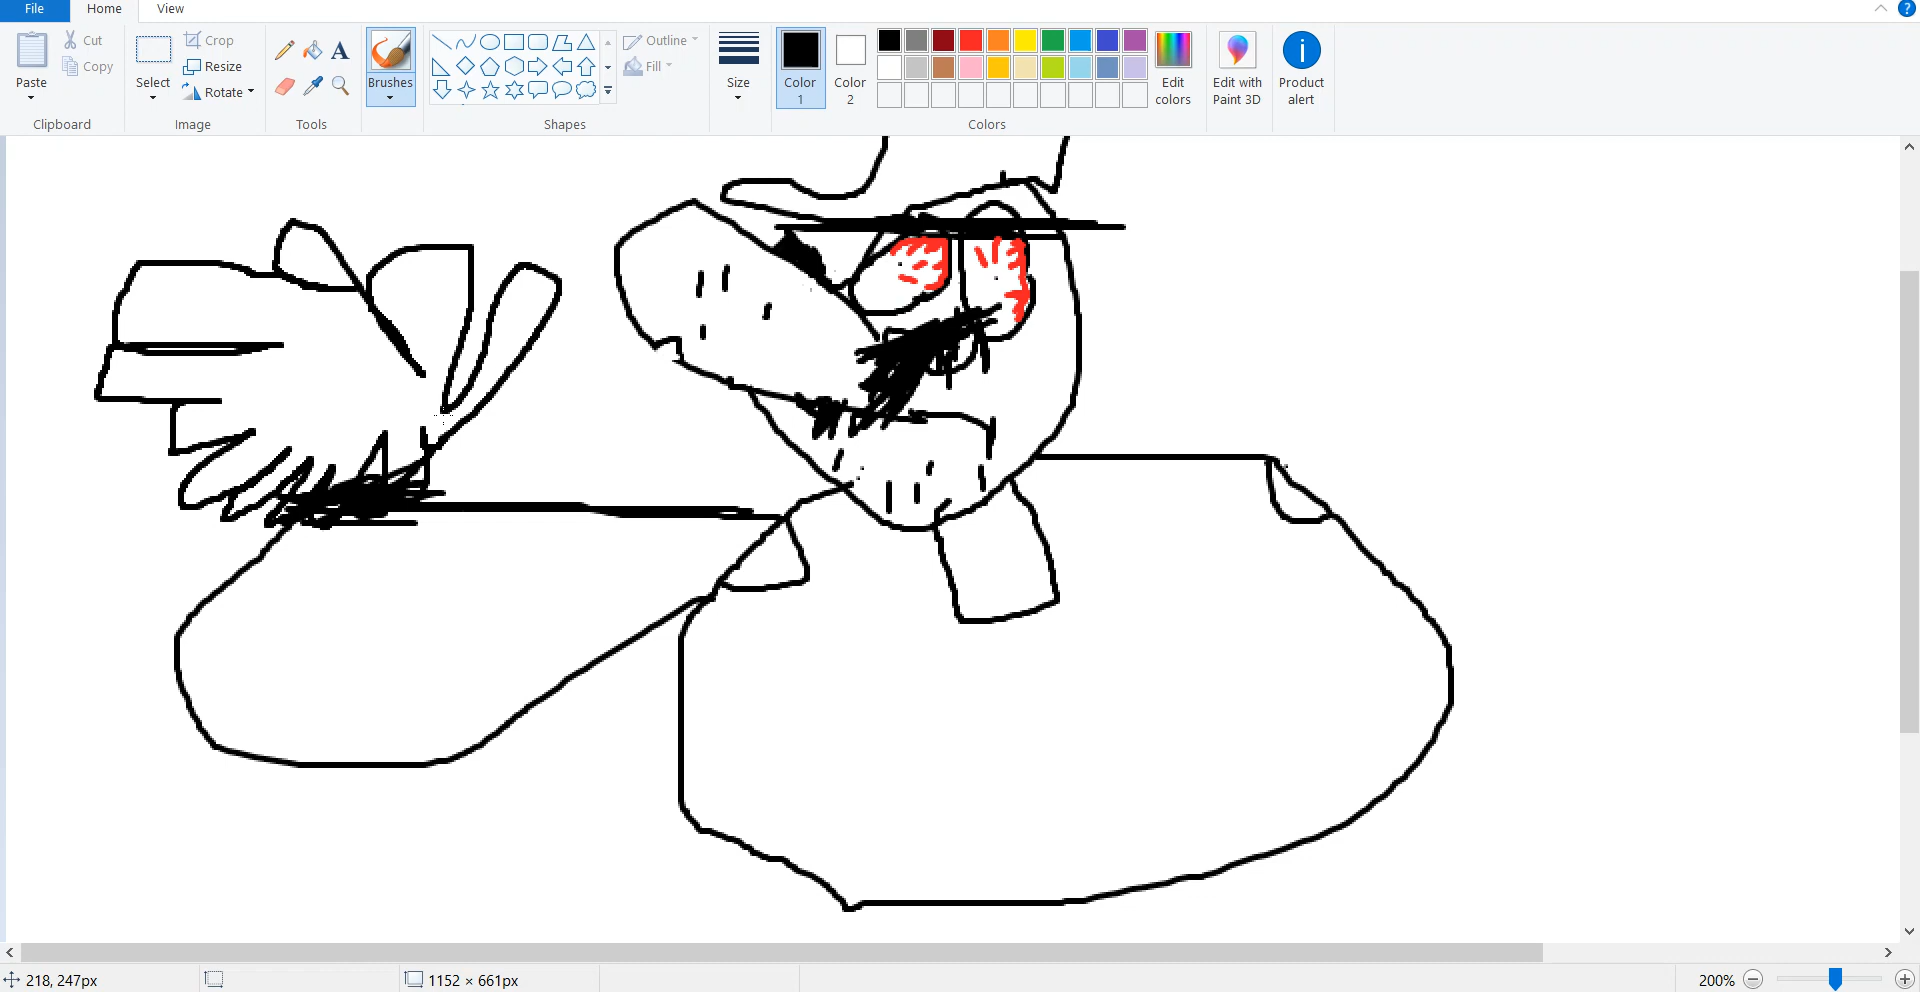 File Home View
Paste
Cut
Copy
Clipboard
Select
Crop
Resize
Rotate
Image
A
Tools
Brushes
Shapes
Outline
Fill
Size
Color 1
Color 2
Colors
Edit colors
Edit with Paint 3D
Product alert
218, 247px
1152 × 661px
200%